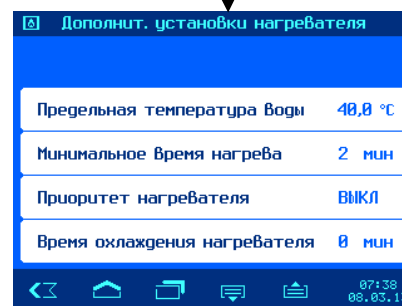 Дополнит. установки нагревателя
Предельная температура воды 40,0 °C
Минимальное время нагрева 2 мин
Приоритет нагревателя ВЫКЛ
Время охлаждения нагревателя 0 мин
07:38
08.03.1